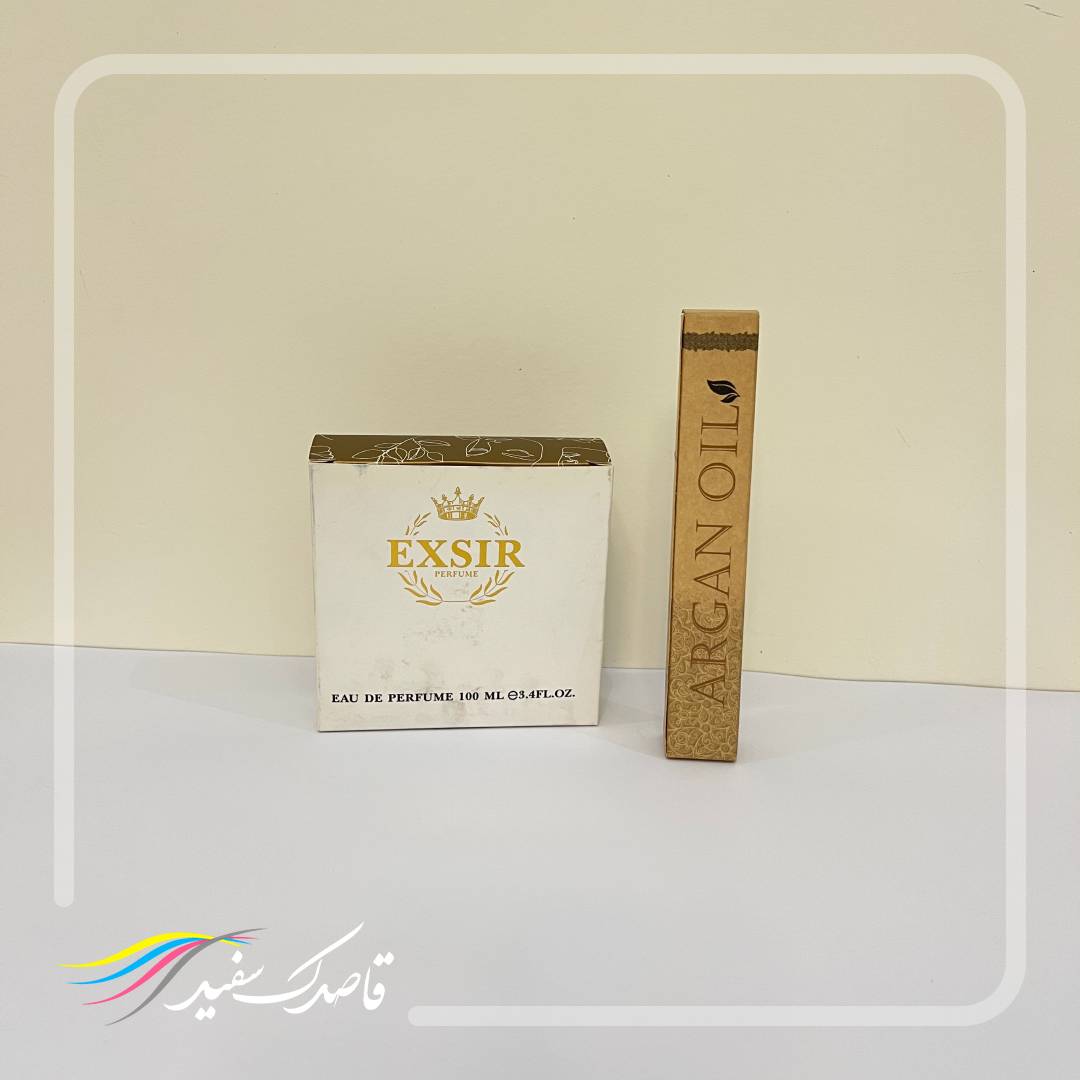 EXSIR
PERFUME
EAU DE PERFUME 100 ML ⊖3.4FL.OZ.
ARGAN OIL
قاصدک سفید